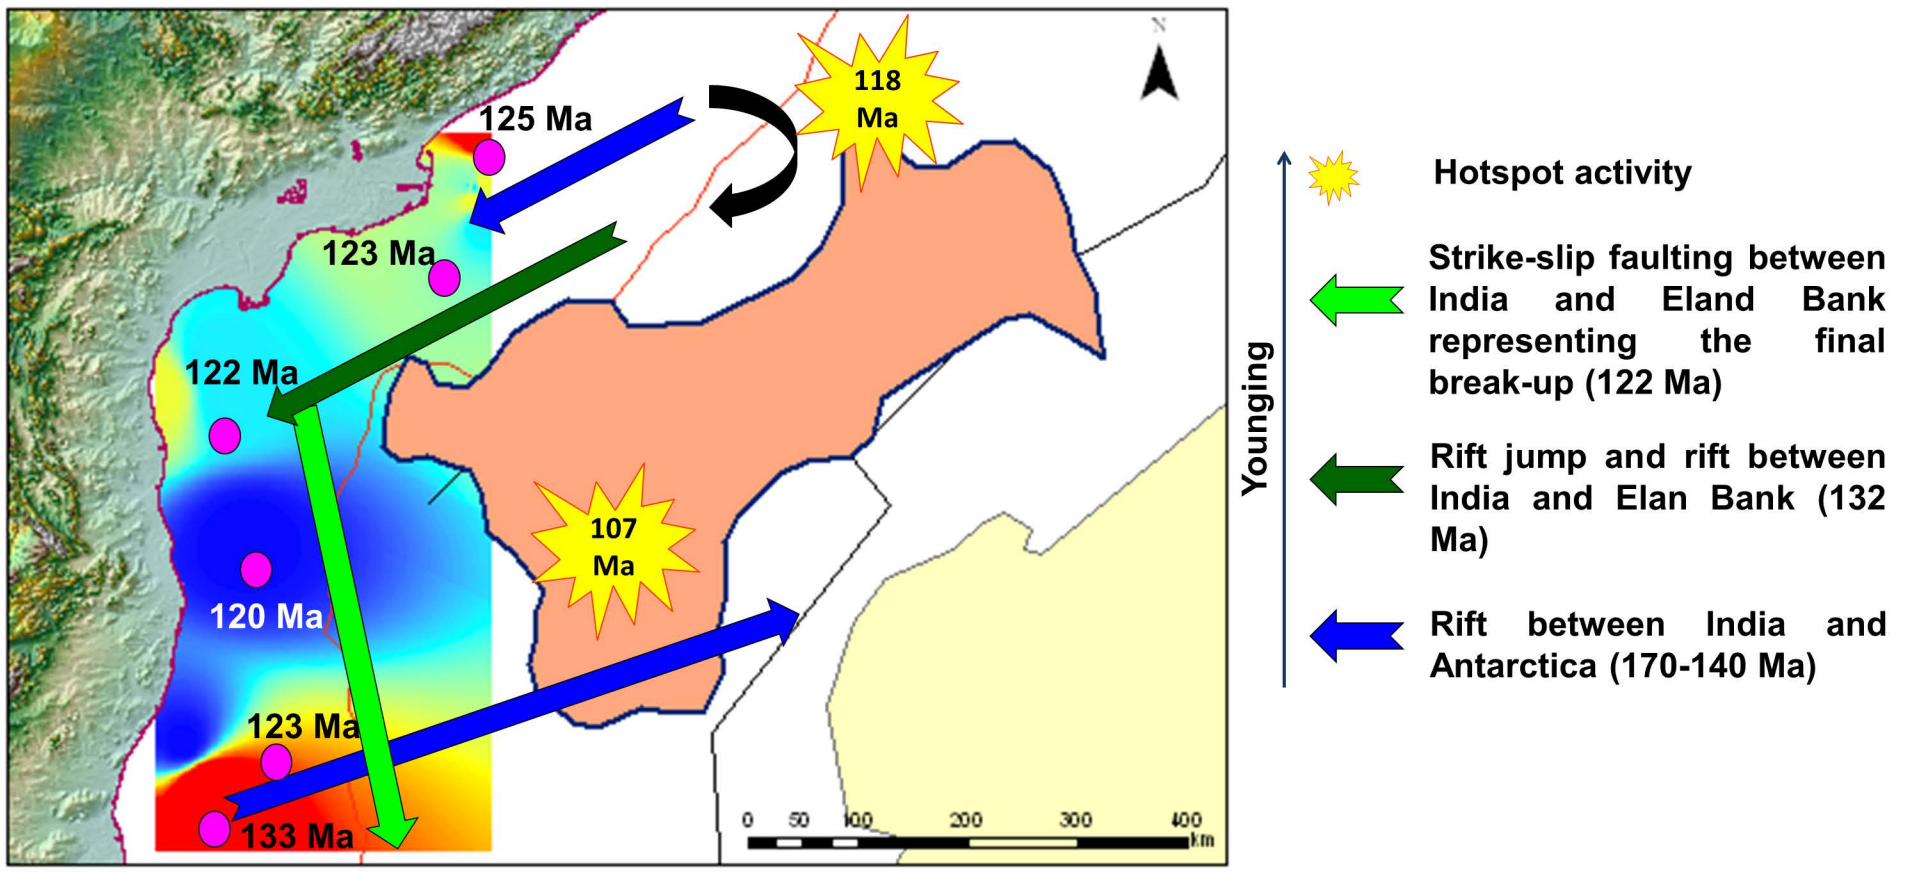 N
118
Ma
125 Ma
123 Ma
122 Ma
107
Ma
120 Ma
123 Ma
133 Ma
0 50 100 200 300 400
km
Younging
Hotspot activity
Strike-slip faulting between
India and Eland Bank
representing the final
break-up (122 Ma)
Rift jump and rift between
India and Elan Bank (132
Ma)
Rift between India and
Antarctica (170-140 Ma)